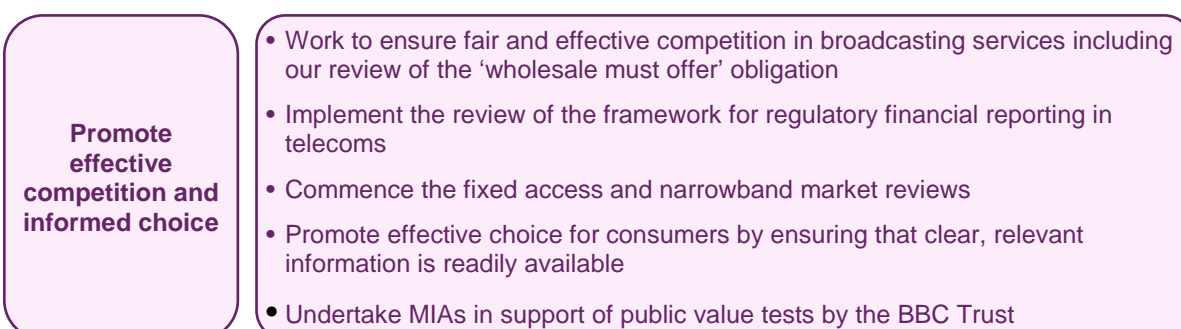 Promote
effective
competition and
informed choice
• Work to ensure fair and effective competition in broadcasting services including
our review of the ‘wholesale must offer’ obligation
• Implement the review of the framework for regulatory financial reporting in
telecoms
• Commence the fixed access and narrowband market reviews
• Promote effective choice for consumers by ensuring that clear, relevant
information is readily available
• Undertake MIAs in support of public value tests by the BBC Trust